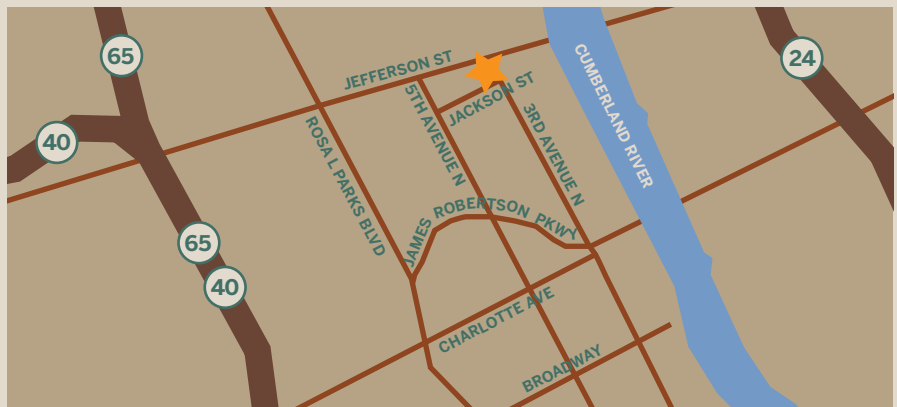 65
JEFFERSON ST
CUMBERLAND RIVER
24
40
5TH AVENUE N
JACKSON ST
3RD AVENUE N
ROSA L PARKS BLVD
JAMES ROBERTSON PKWY
65
40
CHARLOTTE AVE
BROADWAY